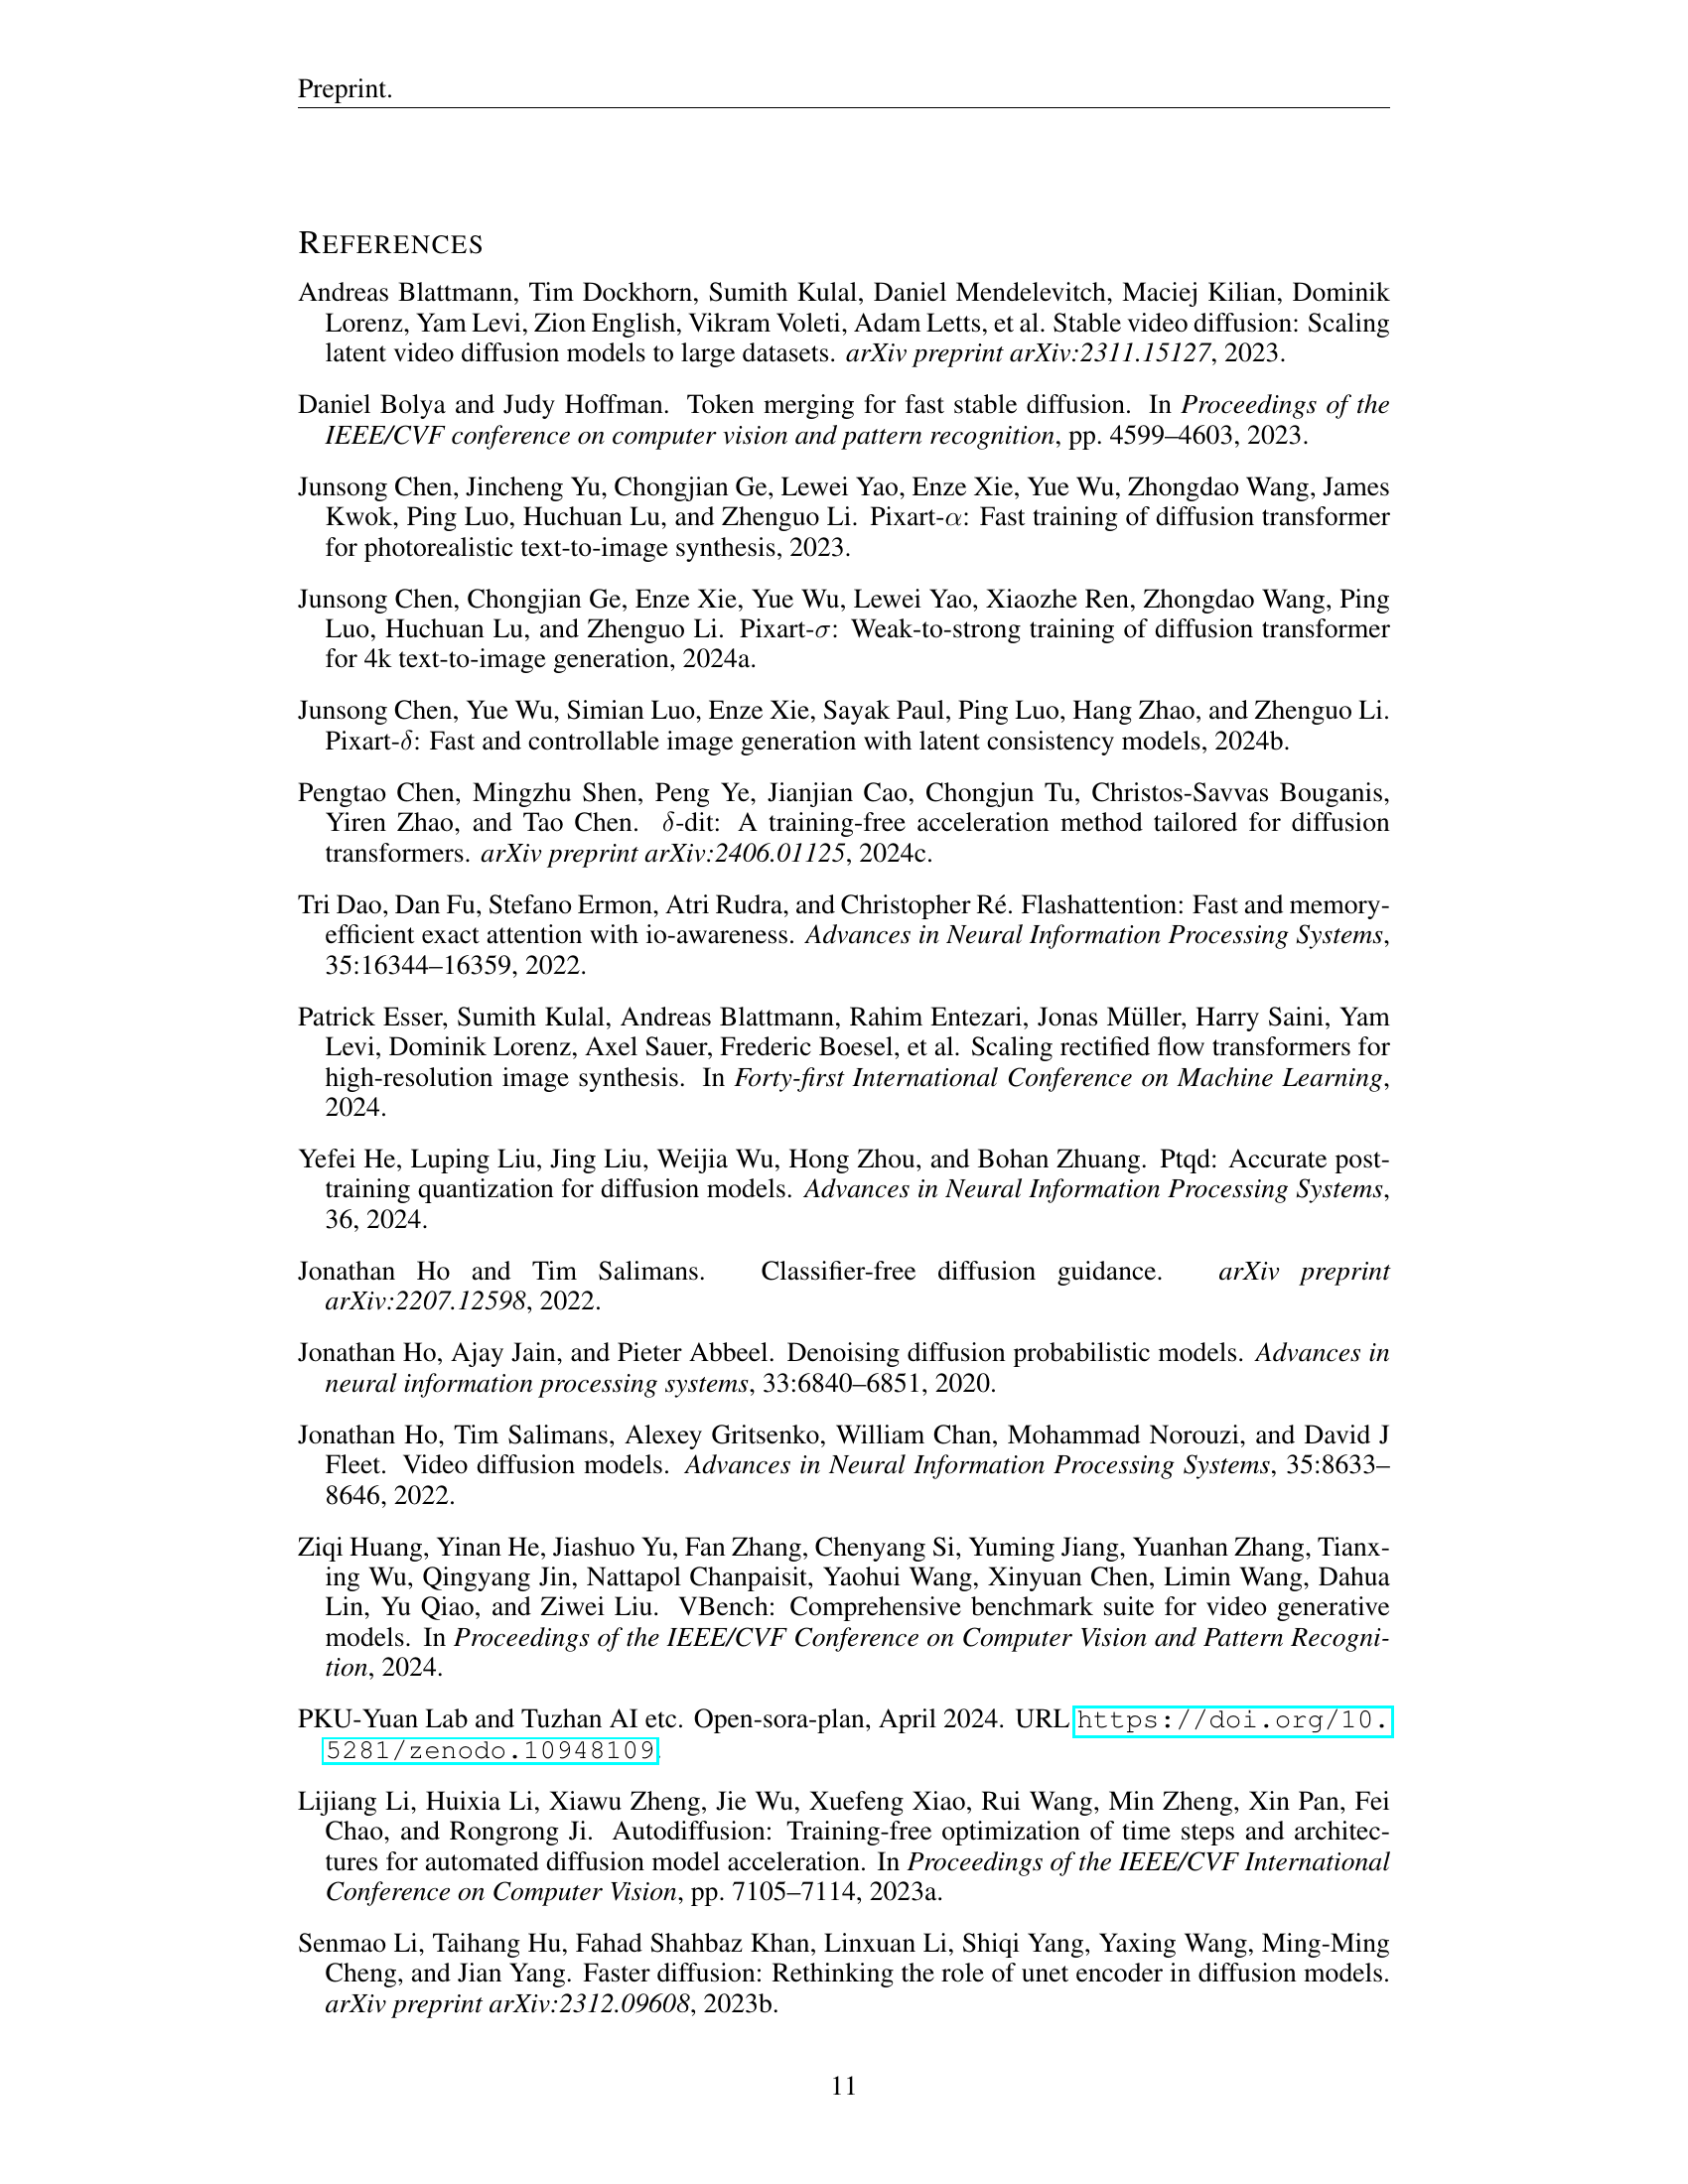 Preprint.
REFERENCES
Andreas Blattmann, Tim Dockhorn, Sumith Kulal, Daniel Mendelevitch, Maciej Kilian, Dominik
Lorenz, Yam Levi, Zion English, Vikram Voleti, Adam Letts, et al. Stable video diffusion: Scaling
latent video diffusion models to large datasets. arXiv preprint arXiv:2311.15127, 2023.
Daniel Bolya and Judy Hoffman. Token merging for fast stable diffusion. In Proceedings of the
IEEE/CVF conference on computer vision and pattern recognition, pp. 4599–4603, 2023.
Junsong Chen, Jincheng Yu, Chongjian Ge, Lewei Yao, Enze Xie, Yue Wu, Zhongdao Wang, James
Kwok, Ping Luo, Huchuan Lu, and Zhenguo Li. Pixart-α: Fast training of diffusion transformer
for photorealistic text-to-image synthesis, 2023.
Junsong Chen, Chongjian Ge, Enze Xie, Yue Wu, Lewei Yao, Xiaozhe Ren, Zhongdao Wang, Ping
Luo, Huchuan Lu, and Zhenguo Li. Pixart-σ: Weak-to-strong training of diffusion transformer
for 4k text-to-image generation, 2024a.
Junsong Chen, Yue Wu, Simian Luo, Enze Xie, Sayak Paul, Ping Luo, Hang Zhao, and Zhenguo Li.
Pixart-δ: Fast and controllable image generation with latent consistency models, 2024b.
Pengtao Chen, Mingzhu Shen, Peng Ye, Jianjian Cao, Chongjun Tu, Christos-Savvas Bouganis,
Yiren Zhao, and Tao Chen. δ-dit: A training-free acceleration method tailored for diffusion
transformers. arXiv preprint arXiv:2406.01125, 2024c.
Tri Dao, Dan Fu, Stefano Ermon, Atri Rudra, and Christopher Ré. Flashattention: Fast and memory-
efficient exact attention with io-awareness. Advances in Neural Information Processing Systems,
35:16344–16359, 2022.
Patrick Esser, Sumith Kulal, Andreas Blattmann, Rahim Entezari, Jonas Müller, Harry Saini, Yam
Levi, Dominik Lorenz, Axel Sauer, Frederic Boesel, et al. Scaling rectified flow transformers for
high-resolution image synthesis. In Forty-first International Conference on Machine Learning,
2024.
Yefei He, Luping Liu, Jing Liu, Weijia Wu, Hong Zhou, and Bohan Zhuang. Ptqd: Accurate post-
training quantization for diffusion models. Advances in Neural Information Processing Systems,
36, 2024.
Jonathan Ho and Tim Salimans. Classifier-free diffusion guidance. arXiv preprint
arXiv:2207.12598, 2022.
Jonathan Ho, Ajay Jain, and Pieter Abbeel. Denoising diffusion probabilistic models. Advances in
neural information processing systems, 33:6840–6851, 2020.
Jonathan Ho, Tim Salimans, Alexey Gritsenko, William Chan, Mohammad Norouzi, and David J
Fleet. Video diffusion models. Advances in Neural Information Processing Systems, 35:8633–
8646, 2022.
Ziqi Huang, Yinan He, Jiashuo Yu, Fan Zhang, Chenyang Si, Yuming Jiang, Yuanhan Zhang, Tianx-
ing Wu, Qingyang Jin, Nattapol Chanpaisit, Yaohui Wang, Xinyuan Chen, Limin Wang, Dahua
Lin, Yu Qiao, and Ziwei Liu. VBench: Comprehensive benchmark suite for video generative
models. In Proceedings of the IEEE/CVF Conference on Computer Vision and Pattern Recogni-
tion, 2024.
PKU-Yuan Lab and Tuzhan AI etc. Open-sora-plan, April 2024. URL https://doi.org/10.
5281/zenodo.10948109.
Lijiang Li, Huixia Li, Xiawu Zheng, Jie Wu, Xuefeng Xiao, Rui Wang, Min Zheng, Xin Pan, Fei
Chao, and Rongrong Ji. Autodiffusion: Training-free optimization of time steps and architec-
tures for automated diffusion model acceleration. In Proceedings of the IEEE/CVF International
Conference on Computer Vision, pp. 7105–7114, 2023a.
Senmao Li, Taihang Hu, Fahad Shahbaz Khan, Linxuan Li, Shiqi Yang, Yaxing Wang, Ming-Ming
Cheng, and Jian Yang. Faster diffusion: Rethinking the role of unet encoder in diffusion models.
arXiv preprint arXiv:2312.09608, 2023b.
11